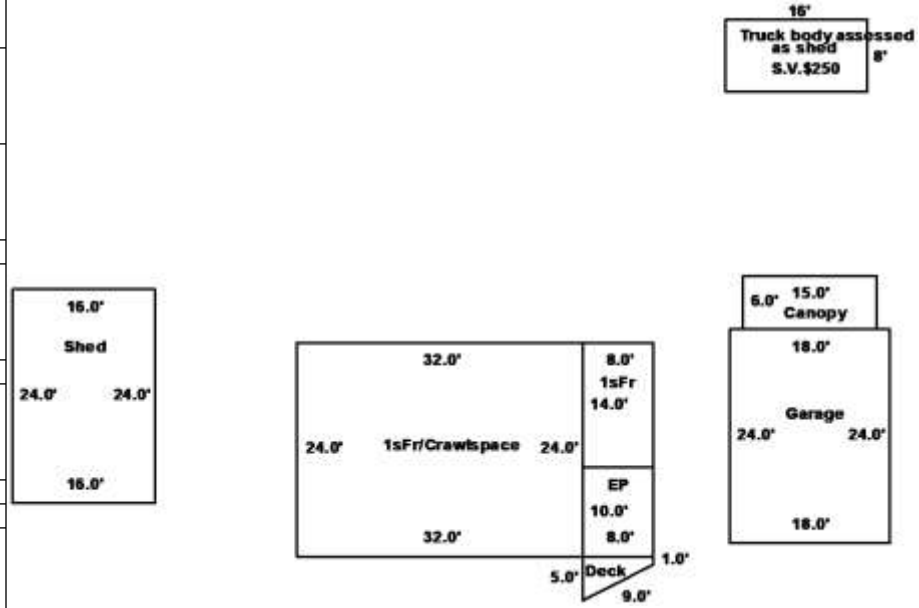 16'
Truck body assessed
as shed
8'
S.V.$250
16.0'
Shed
24.0' 24.0'
16.0'
32.0'
24.0' 1sFr/Crawlspace 24.0'
32.0'
8.0'
1sFr
14.0'
EP
10.0'
8.0'
1.0'
5.0' Deck
9.0'
6.0' 15.0'
Canopy
18.0'
Garage
24.0' 24.0'
18.0'